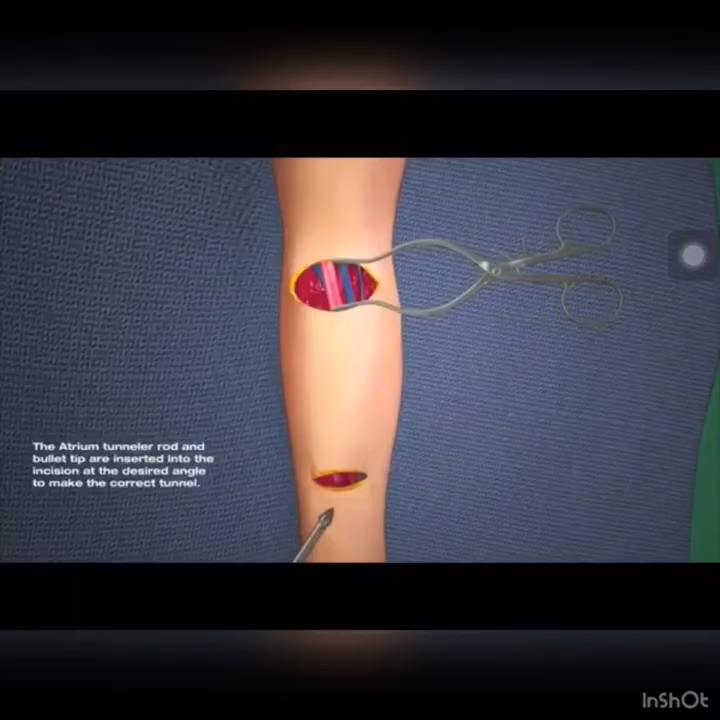 The Atrium tunneler rod and
bullet tip are inserted into the
incision at the desired angle
to make the correct tunnel.
InShOt